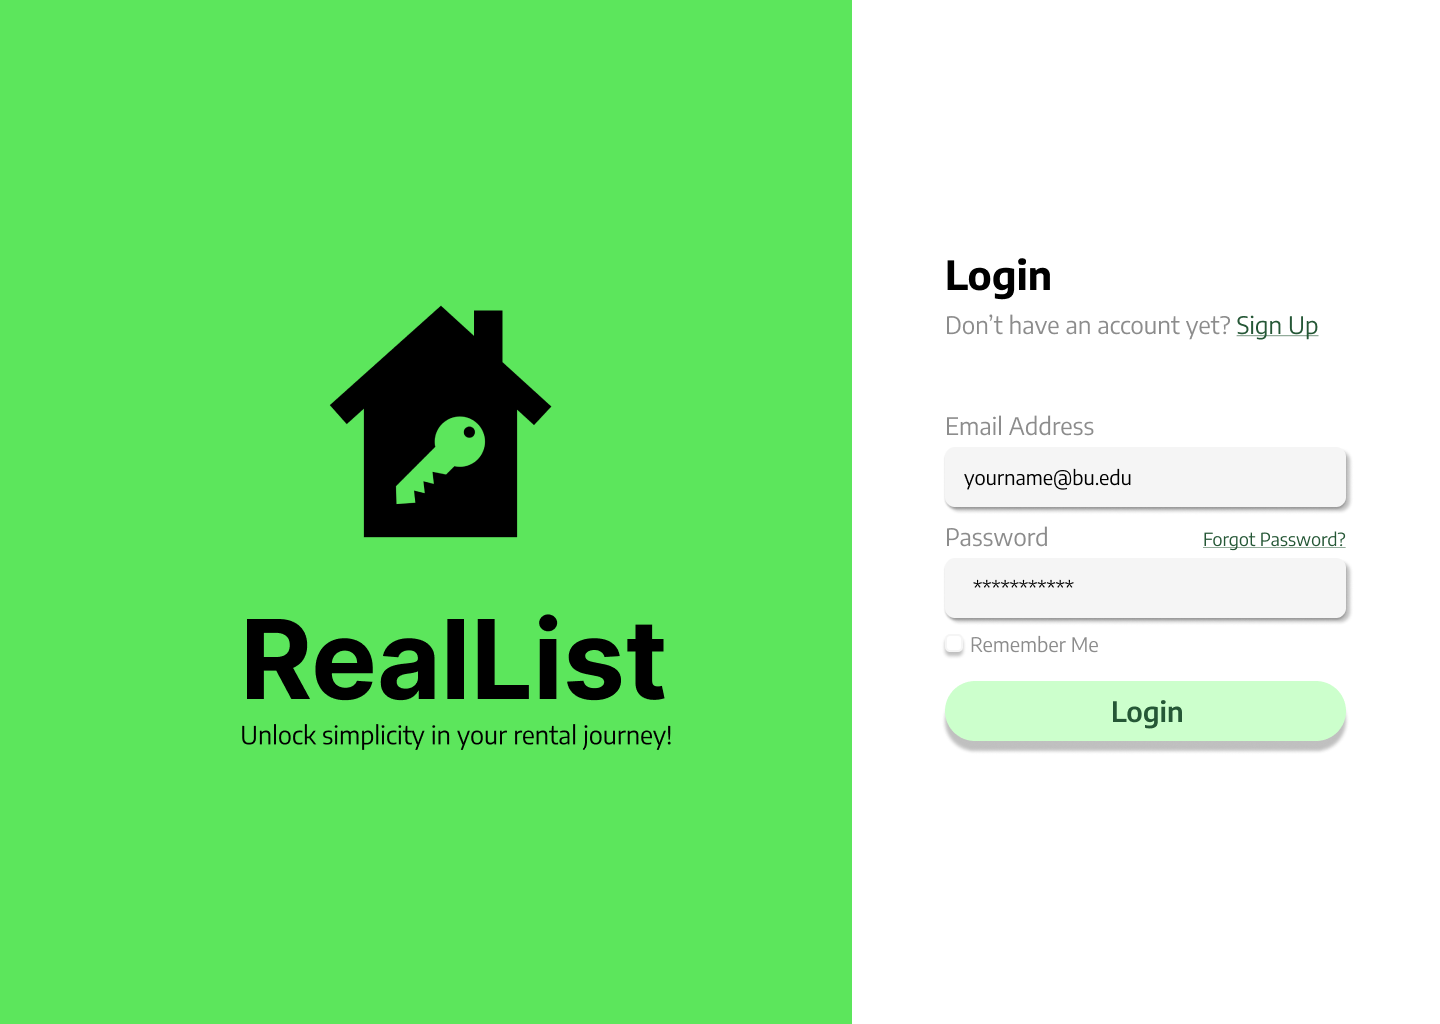 RealList
Unlock simplicity in your rental journey!
Login
Don’t have an account yet? Sign Up
Email Address
yourname@bu.edu
Password Forgot Password?
***********
Remember Me
Login